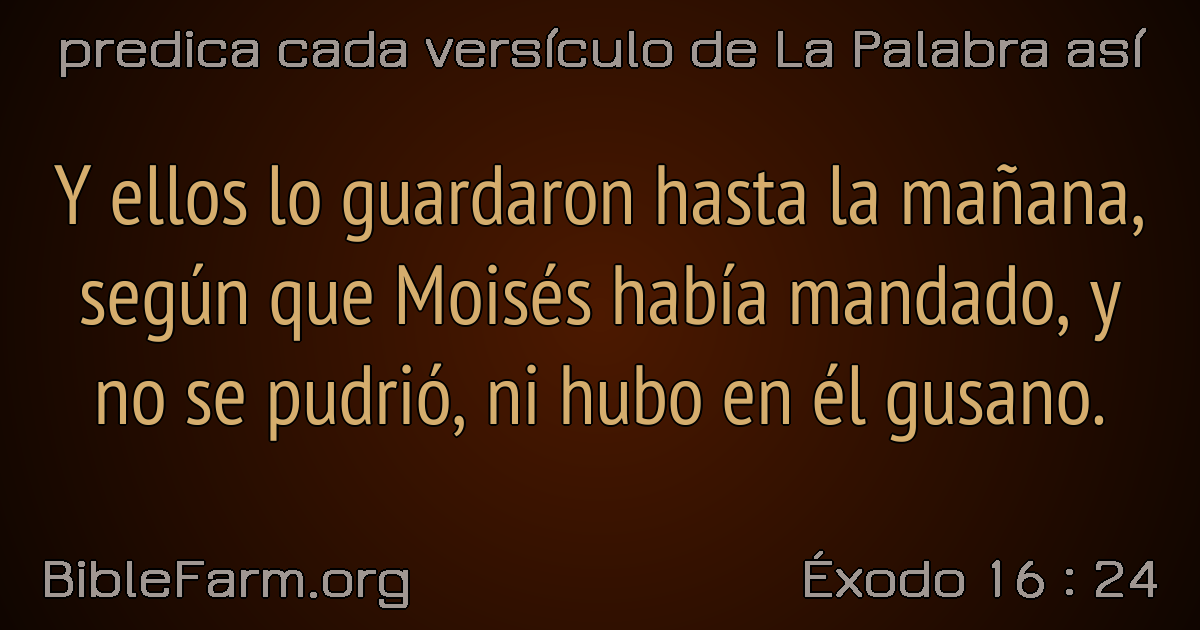 predica cada versículo de La Palabra así
Y ellos lo guardaron hasta la mañana,
según que Moisés había mandado, y
no se pudrió, ni hubo en él gusano.
BibleFarm.org
Éxodo 16 : 24